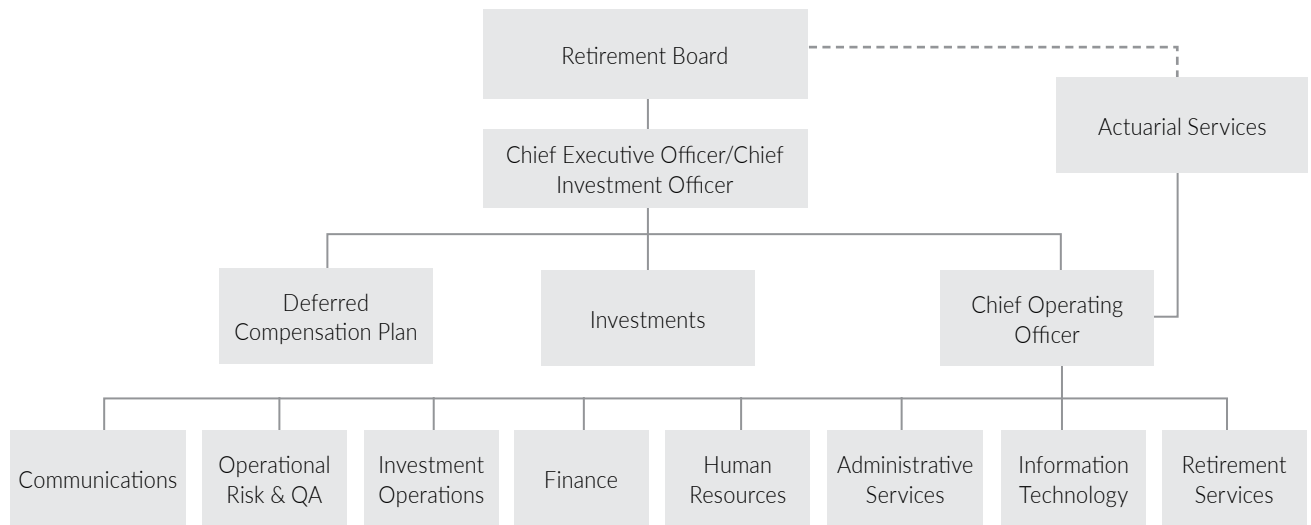 Retirement Board
Actuarial Services
Chief Executive Officer/Chief
Investment Officer
Deferred
Compensation Plan
Investments
Chief Operating
Officer
Communications
Operational
Risk & QA
Investment
Operations
Finance
Human
Resources
Administrative
Services
Information
Technology
Retirement
Services